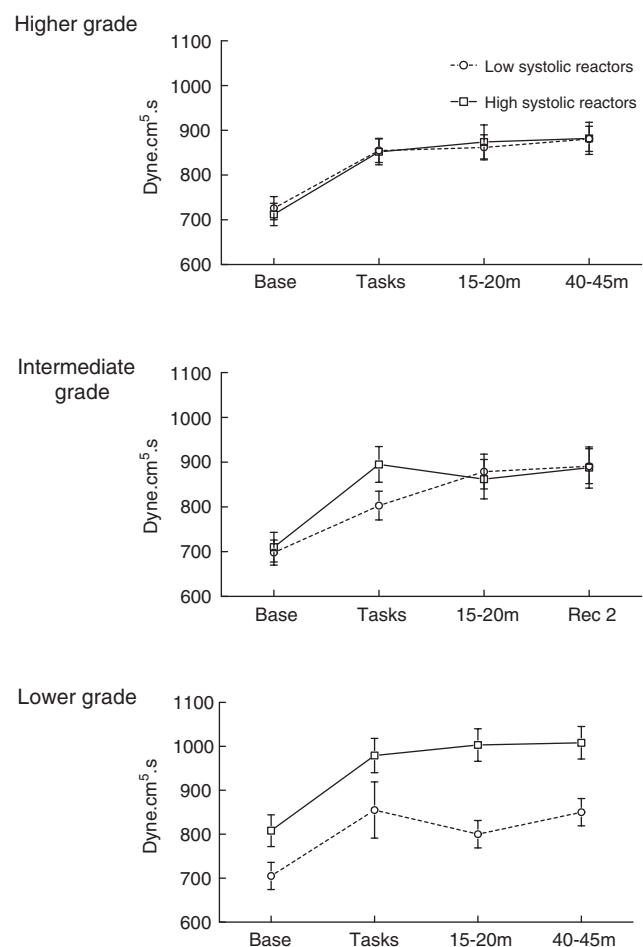 Higher grade
1100
1000
900
800
700
600
Dyne.cm⁵.s
Low systolic reactors
High systolic reactors
Base Tasks 15-20m 40-45m
Intermediate
grade
1100
1000
900
800
700
600
Dyne.cm⁵.s
Base Tasks 15-20m Rec 2
Lower grade
1100
1000
900
800
700
600
Dyne.cm⁵.s
Base Tasks 15-20m 40-45m